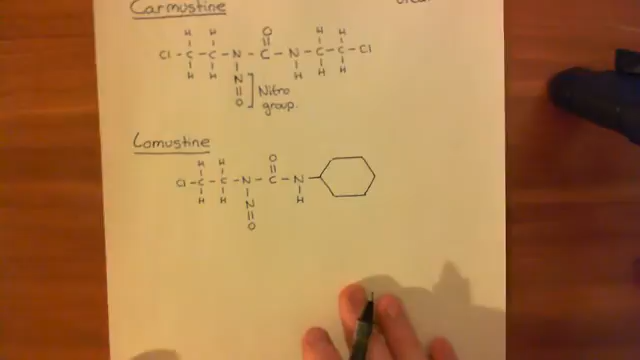 Carmustine
H H O H H
Cl - C - C - N - C - N - C - C - Cl
H H N H H H
O
Nitro
group.
Lomustine
H H O
Cl - C - C - N - C - N
H H N H
O